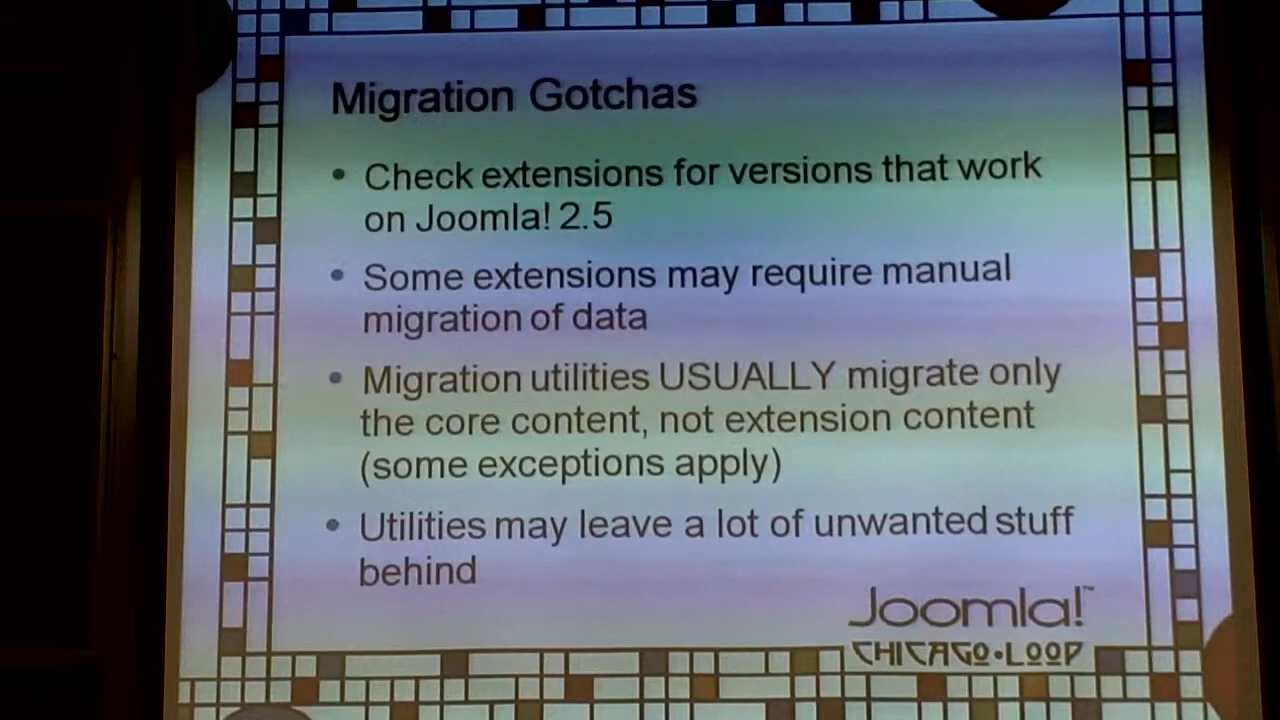 Migration Gotchas
• Check extensions for versions that work
on Joomla! 2.5
• Some extensions may require manual
migration of data
• Migration utilities USUALLY migrate only
the core content, not extension content
(some exceptions apply)
• Utilities may leave a lot of unwanted stuff
behind
Joomla!™
CHICAGO•LOOP